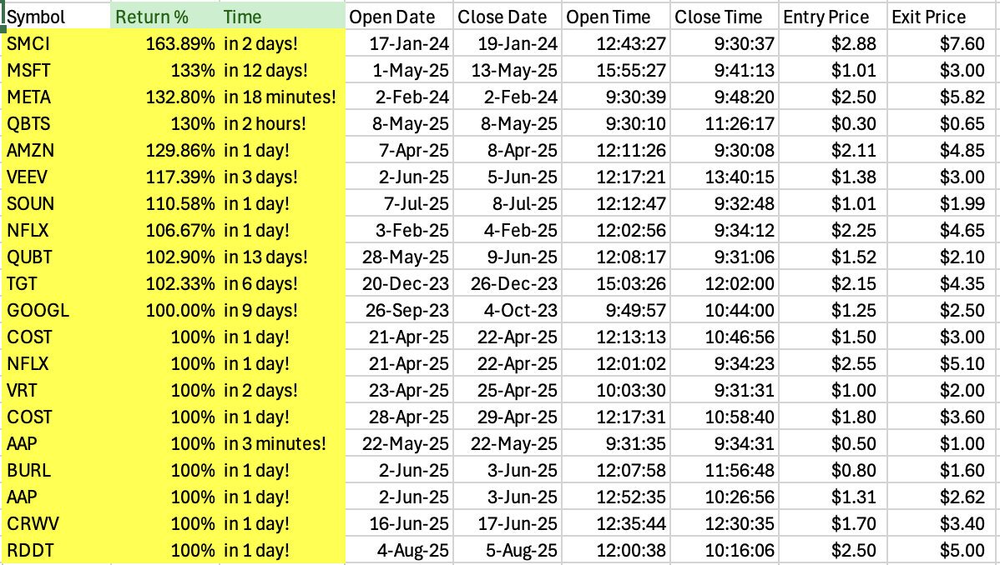 Symbol Return % Time Open Date Close Date Open Time Close Time Entry Price Exit Price
SMCI 163.89% in 2 days! 17-Jan-24 19-Jan-24 12:43:27 9:30:37 $2.88 $7.60
MSFT 133% in 12 days! 1-May-25 13-May-25 15:55:27 9:41:13 $1.01 $3.00
META 132.80% in 18 minutes! 2-Feb-24 2-Feb-24 9:30:39 9:48:20 $2.50 $5.82
QBTS 130% in 2 hours! 8-May-25 8-May-25 9:30:10 11:26:17 $0.30 $0.65
AMZN 129.86% in 1 day! 7-Apr-25 8-Apr-25 12:11:26 9:30:08 $2.11 $4.85
VEEV 117.39% in 3 days! 2-Jun-25 5-Jun-25 12:17:21 13:40:15 $1.38 $3.00
SOUN 110.58% in 1 day! 7-Jul-25 8-Jul-25 12:12:47 9:32:48 $1.01 $1.99
NFLX 106.67% in 1 day! 3-Feb-25 4-Feb-25 12:02:56 9:34:12 $2.25 $4.65
QUBT 102.90% in 13 days! 28-May-25 9-Jun-25 12:08:17 9:31:06 $1.52 $2.10
TGT 102.33% in 6 days! 20-Dec-23 26-Dec-23 15:03:26 12:02:00 $2.15 $4.35
GOOGL 100.00% in 9 days! 26-Sep-23 4-Oct-23 9:49:57 10:44:00 $1.25 $2.50
COST 100% in 1 day! 21-Apr-25 22-Apr-25 12:13:13 10:46:56 $1.50 $3.00
NFLX 100% in 1 day! 21-Apr-25 22-Apr-25 12:01:02 9:34:23 $2.55 $5.10
VRT 100% in 2 days! 23-Apr-25 25-Apr-25 10:03:30 9:31:31 $1.00 $2.00
COST 100% in 1 day! 28-Apr-25 29-Apr-25 12:17:31 10:58:40 $1.80 $3.60
AAP 100% in 3 minutes! 22-May-25 22-May-25 9:31:35 9:34:31 $0.50 $1.00
BURL 100% in 1 day! 2-Jun-25 3-Jun-25 12:07:58 11:56:48 $0.80 $1.60
AAP 100% in 1 day! 2-Jun-25 3-Jun-25 12:52:35 10:26:56 $1.31 $2.62
CRWV 100% in 1 day! 16-Jun-25 17-Jun-25 12:35:44 12:30:35 $1.70 $3.40
RDDT 100% in 1 day! 4-Aug-25 5-Aug-25 12:00:38 10:16:06 $2.50 $5.00